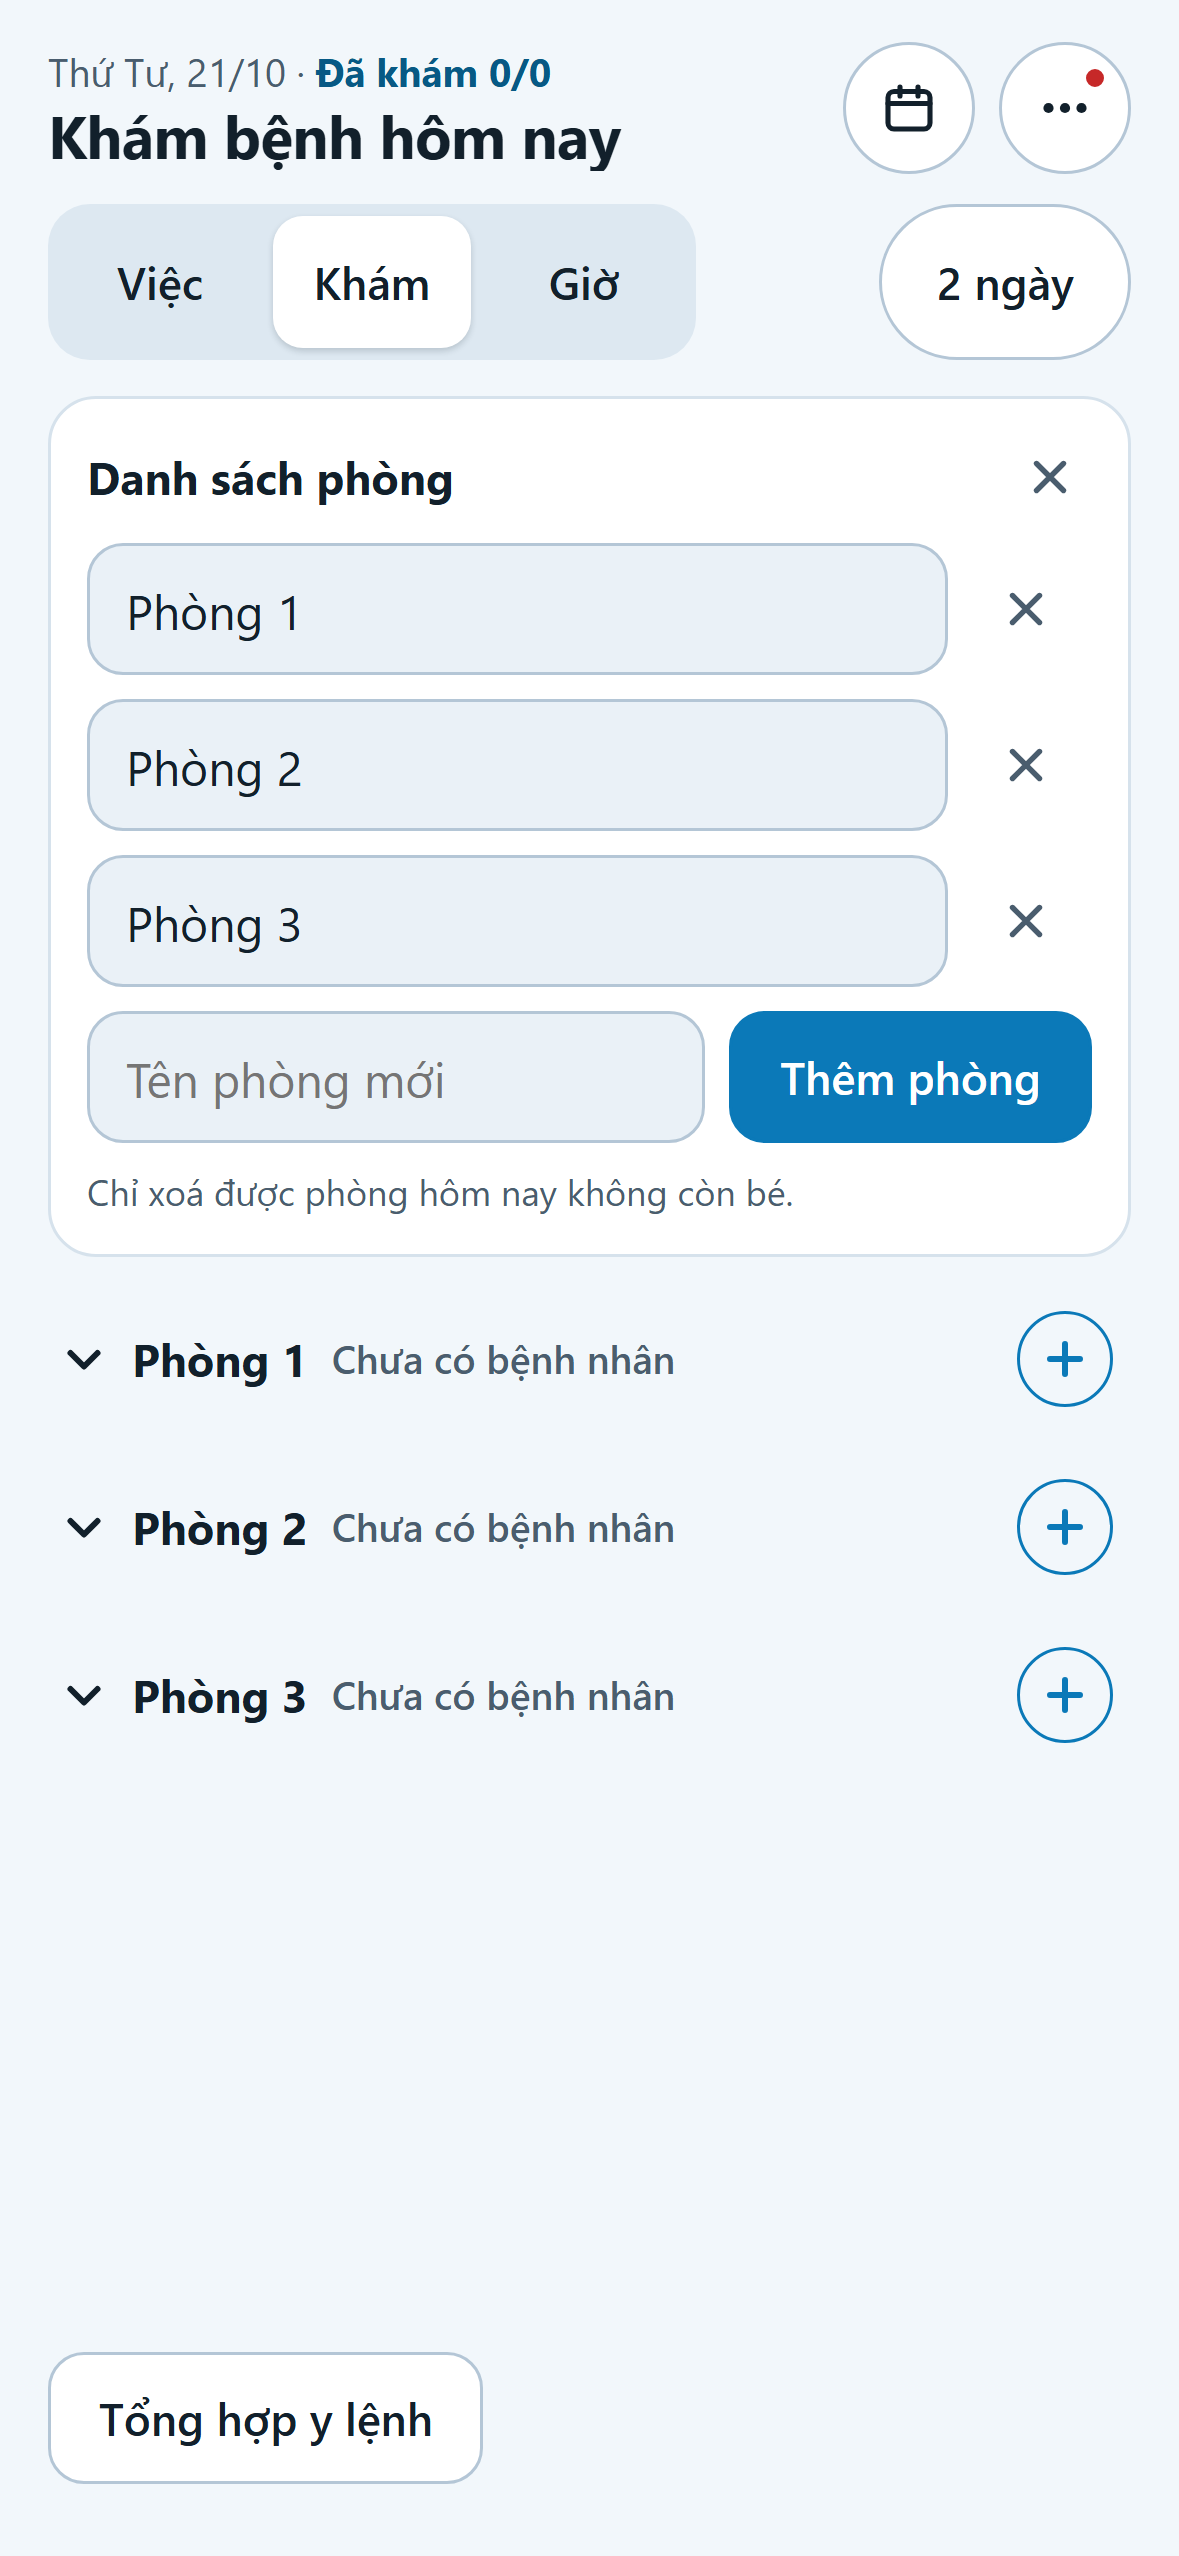 Thứ Tư, 21/10 · Đã khám 0/0
Khám bệnh hôm nay
Việc
Khám
Giờ
2 ngày
Danh sách phòng
Phòng 1
Phòng 2
Phòng 3
Tên phòng mới
Thêm phòng
Chỉ xoá được phòng hôm nay không còn bé.
Phòng 1 Chưa có bệnh nhân
Phòng 2 Chưa có bệnh nhân
Phòng 3 Chưa có bệnh nhân
Tổng hợp y lệnh